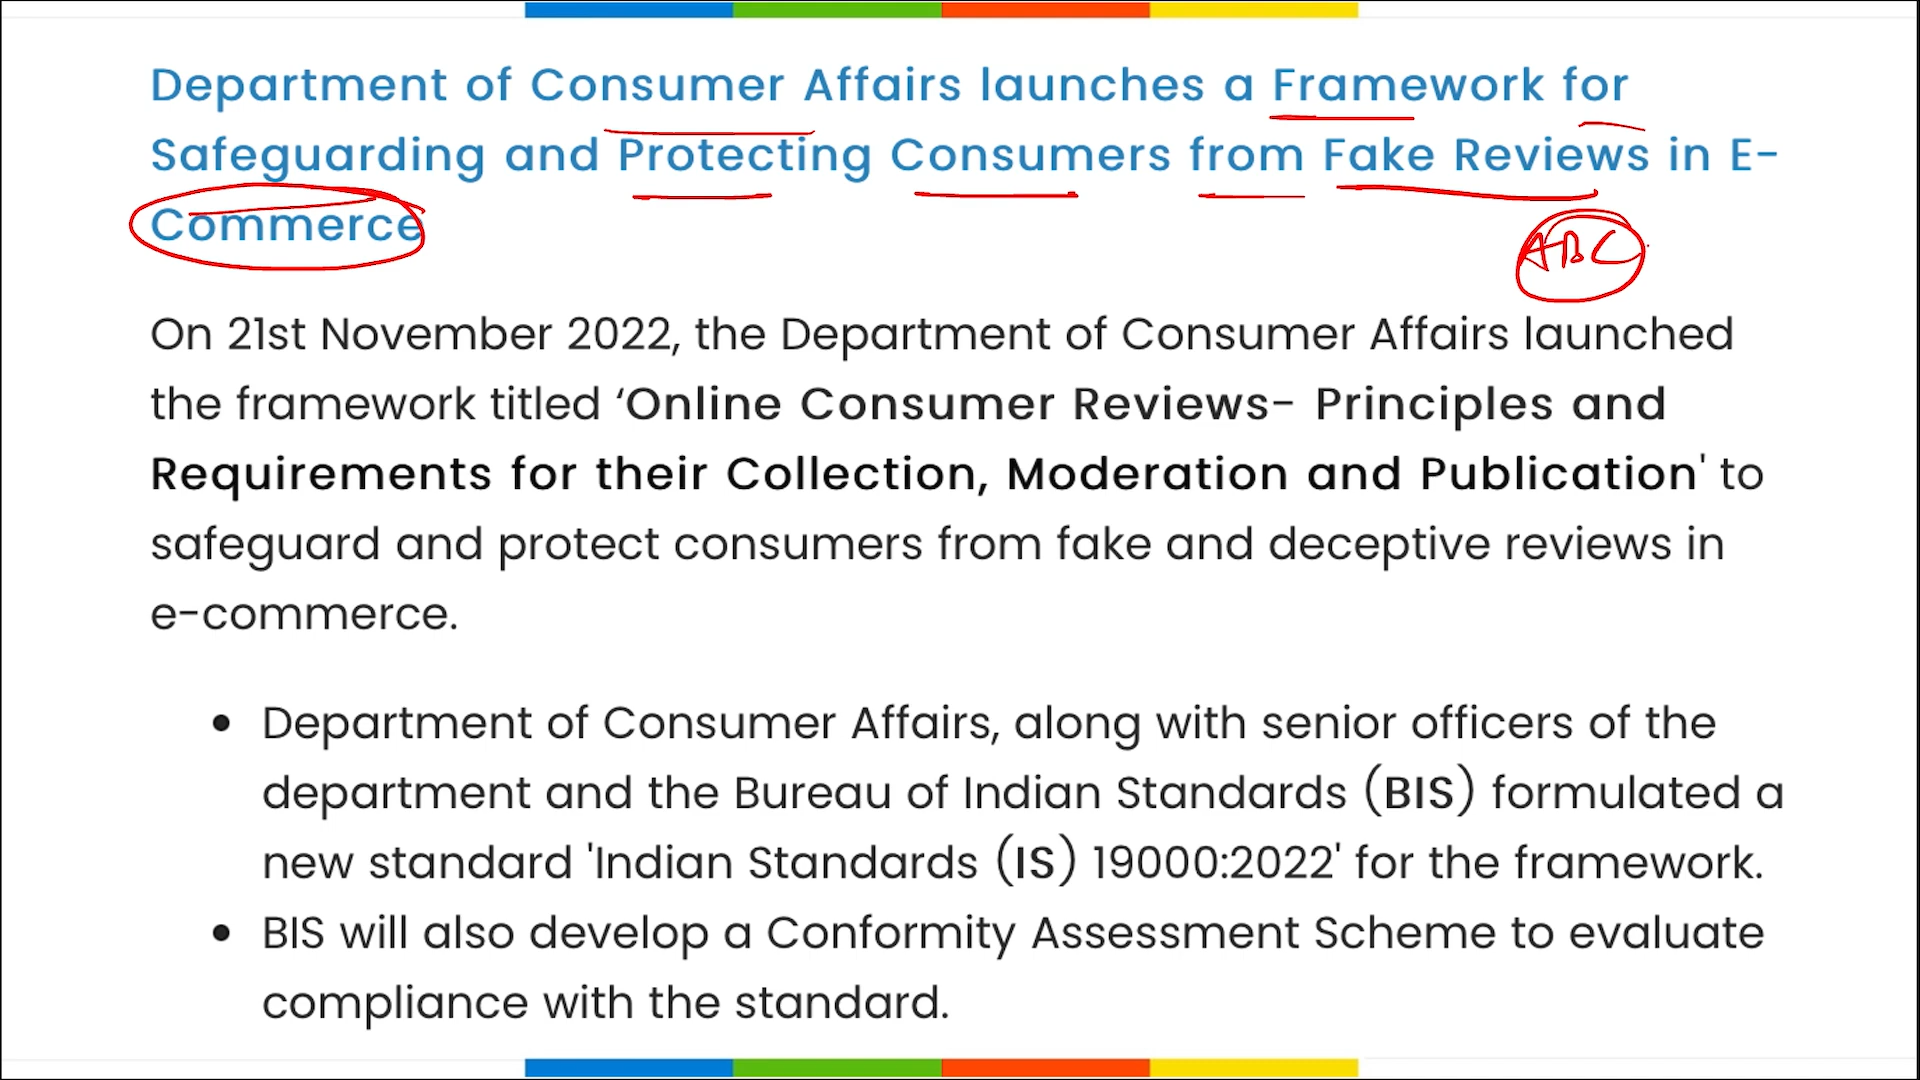 Department of Consumer Affairs launches a Framework for
Safeguarding and Protecting Consumers from Fake Reviews in E-
Commerce
ABC
On 21st November 2022, the Department of Consumer Affairs launched
the framework titled ‘Online Consumer Reviews- Principles and
Requirements for their Collection, Moderation and Publication' to
safeguard and protect consumers from fake and deceptive reviews in
e-commerce.
• Department of Consumer Affairs, along with senior officers of the
department and the Bureau of Indian Standards (BIS) formulated a
new standard 'Indian Standards (IS) 19000:2022' for the framework.
• BIS will also develop a Conformity Assessment Scheme to evaluate
compliance with the standard.